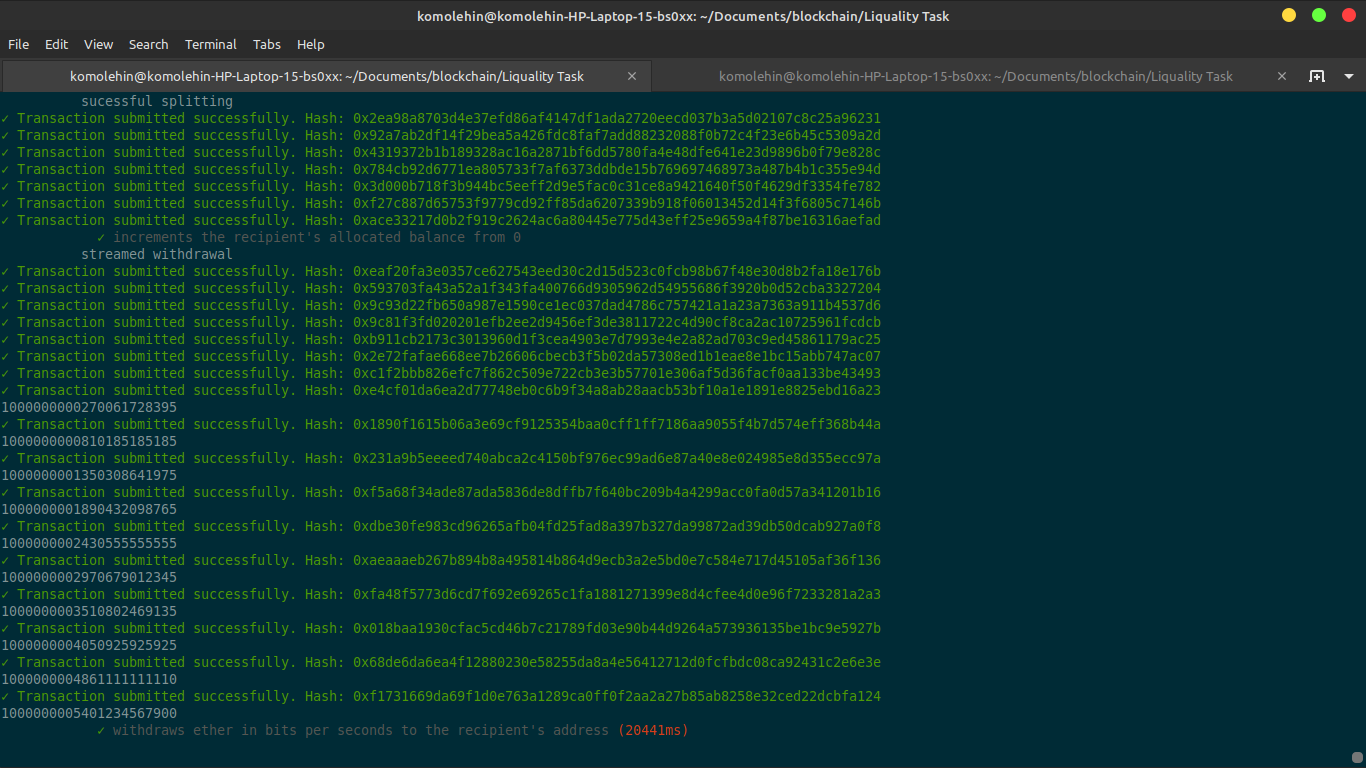 komolehin@komolehin-HP-Laptop-15-bs0xx: ~/Documents/blockchain/Liquality Task
File Edit View Search Terminal Tabs Help
komolehin@komolehin-HP-Laptop-15-bs0xx: ~/Documents/blockchain/Liquality Task × komolehin@komolehin-HP-Laptop-15-bs0xx: ~/Documents/blockchain/Liquality Task ×
sucessful splitting
✓ Transaction submitted successfully. Hash: 0x2ea98a8703d4e37efd86af4147df1ada2720eecd037b3a5d02107c8c25a96231
✓ Transaction submitted successfully. Hash: 0x92a7ab2df14f29bea5a426fdc8faf7add88232088f0b72c4f23e6b45c5309a2d
✓ Transaction submitted successfully. Hash: 0x4319372b1b189328ac16a2871bf6dd5780fa4e48dfe641e23d9896b0f79e828c
✓ Transaction submitted successfully. Hash: 0x784cb92d6771ea805733f7af6373ddbde15b769697468973a487b4b1c355e94d
✓ Transaction submitted successfully. Hash: 0x3d000b718f3b944bc5eeff2d9e5fac0c31ce8a9421640f50f4629df3354fe782
✓ Transaction submitted successfully. Hash: 0xf27c887d65753f9779cd92ff85da6207339b918f06013452d14f3f6805c7146b
✓ Transaction submitted successfully. Hash: 0xace33217d0b2f919c2624ac6a80445e775d43eff25e9659a4f87be16316aefad
✓ increments the recipient's allocated balance from 0
streamed withdrawal
✓ Transaction submitted successfully. Hash: 0xeaf20fa3e0357ce627543eed30c2d15d523c0fcb98b67f48e30d8b2fa18e176b
✓ Transaction submitted successfully. Hash: 0x593703fa43a52a1f343fa400766d9305962d54955686f3920b0d52cba3327204
✓ Transaction submitted successfully. Hash: 0x9c93d22fb650a987e1590ce1ec037dad4786c757421a1a23a7363a911b4537d6
✓ Transaction submitted successfully. Hash: 0x9c81f3fd020201efb2ee2d9456ef3de3811722c4d90cf8ca2ac10725961fcdcb
✓ Transaction submitted successfully. Hash: 0xb911cb2173c3013960d1f3cea4903e7d7993e4e2a82ad703c9ed45861179ac25
✓ Transaction submitted successfully. Hash: 0x2e72fafae668ee7b26606cbecb3f5b02da57308ed1b1eae8e1bc15abb747ac07
✓ Transaction submitted successfully. Hash: 0xc1f2bbb826efc7f862c509e722cb3e3b57701e306af5d36facf0aa133be43493
✓ Transaction submitted successfully. Hash: 0xe4cf01da6ea2d77748eb0c6b9f34a8ab28aacb53bf10a1e1891e8825ebd16a23
1000000000270061728395
✓ Transaction submitted successfully. Hash: 0x1890f1615b06a3e69cf9125354baa0cff1ff7186aa9055f4b7d574eff368b44a
1000000000810185185185
✓ Transaction submitted successfully. Hash: 0x231a9b5eeeed740abca2c4150bf976ec99ad6e87a40e8e024985e8d355ecc97a
1000000001350308641975
✓ Transaction submitted successfully. Hash: 0xf5a68f34ade87ada5836de8dffb7f640bc209b4a4299acc0fa0d57a341201b16
1000000001890432098765
✓ Transaction submitted successfully. Hash: 0xdbe30fe983cd96265afb04fd25fad8a397b327da99872ad39db50dcab927a0f8
1000000002430555555555
✓ Transaction submitted successfully. Hash: 0xaeaaaeb267b894b8a495814b864d9ecb3a2e5bd0e7c584e717d45105af36f136
1000000002970679012345
✓ Transaction submitted successfully. Hash: 0xfa48f5773d6cd7f692e69265c1fa1881271399e8d4cfee4d0e96f7233281a2a3
1000000003510802469135
✓ Transaction submitted successfully. Hash: 0x018baa1930cfac5cd46b7c21789fd03e90b44d9264a573936135be1bc9e5927b
1000000004050925925925
✓ Transaction submitted successfully. Hash: 0x68de6da6ea4f12880230e58255da8a4e56412712d0fcfbdc08ca92431c2e6e3e
1000000004861111111110
✓ Transaction submitted successfully. Hash: 0xf1731669da69f1d0e763a1289ca0ff0f2aa2a27b85ab8258e32ced22dcbfa124
1000000005401234567900
✓ withdraws ether in bits per seconds to the recipient's address (20441ms)